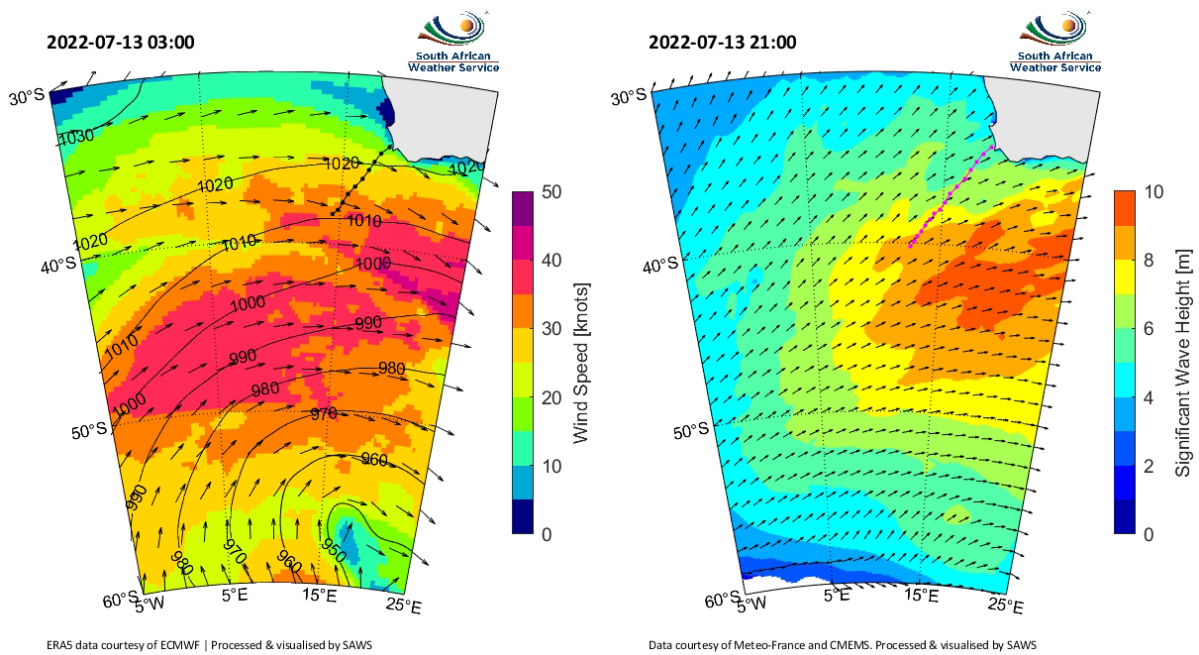 2022-07-13 03:00
South African
Weather Service
30°S
40°S
50°S
60°S
5°W
5°E
15°E
25°E
1030
1020
1020
1020
1020
1010
1010
1000
1000
990
1010
990
980
980
1000
970
960
990
950
980
970
960
50
40
30
20
10
0
Wind Speed [knots]
ERA5 data courtesy of ECMWF | Processed & visualised by SAWS
2022-07-13 21:00
South African
Weather Service
30°S
40°S
50°S
60°S
5°W
5°E
15°E
25°E
10
8
6
4
2
0
Significant Wave Height [m]
Data courtesy of Meteo-France and CMEMS. Processed & visualised by SAWS